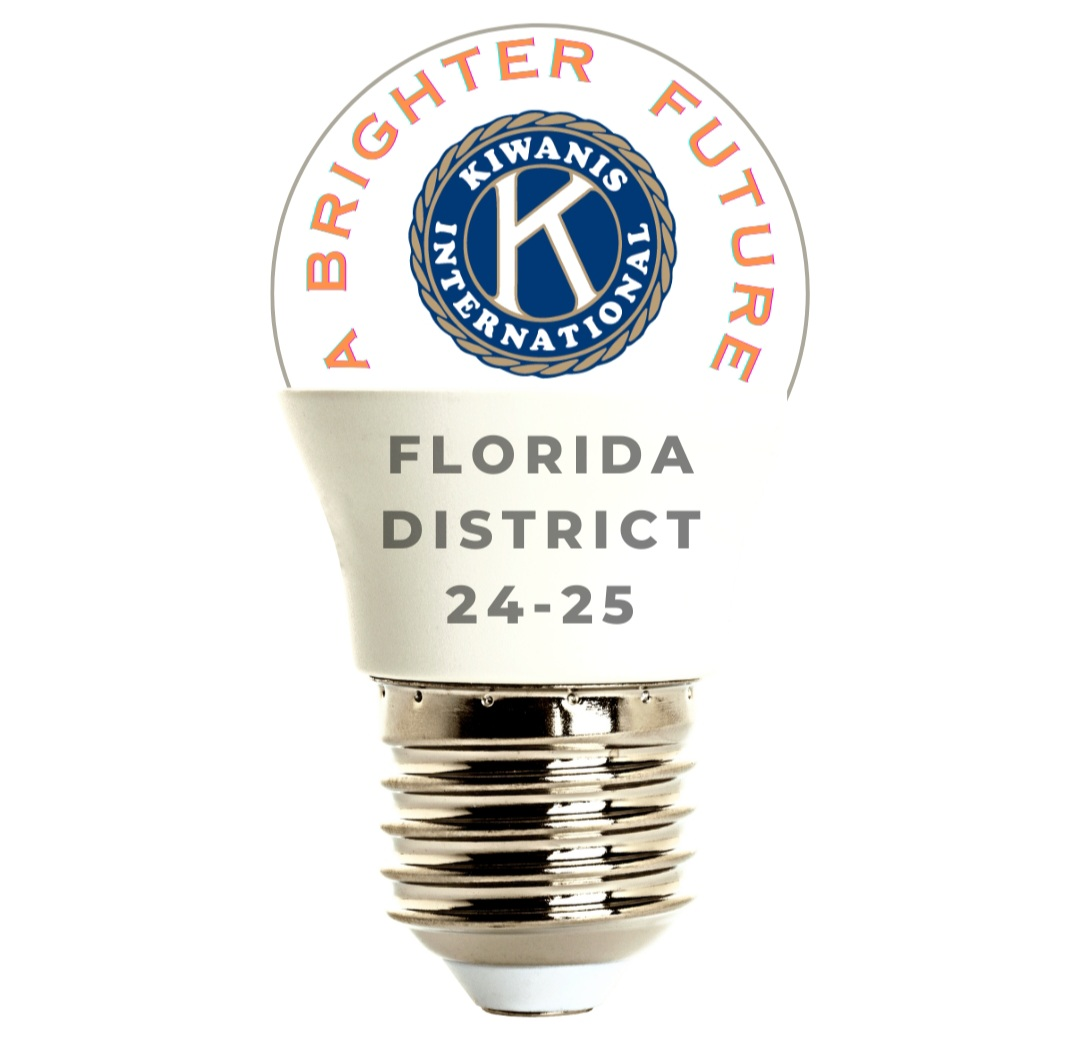 A BRIGHTER FUTURE
KIWANIS
K
INTERNATIONAL
FLORIDA
DISTRICT
24-25